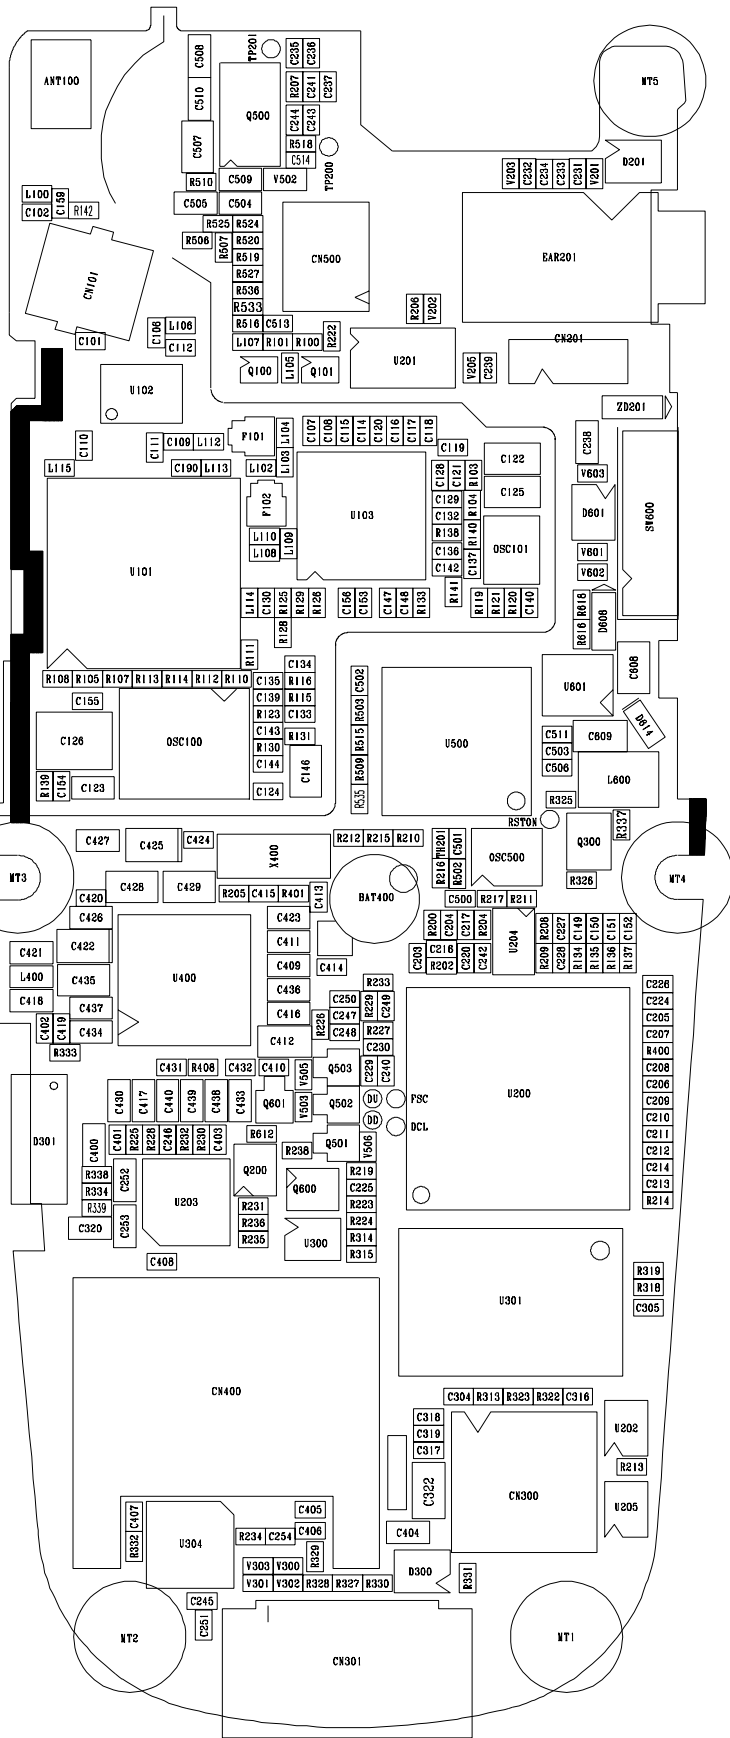 C508
TP201
C235
C236
ANT100
MT5
C510
R207
C241
C237
Q500
C244
C243
C507
R518
C514
D201
TP200
V203
C232
C234
C233
C231
V201
R510
C509
V502
L100
C159
C102
R142
C505
C504
R525
R524
R506
R507
R520
R519
CN500
EAR201
CN101
R527
R536
R533
R206
V202
C106
L106
R516
C513
R222
C101
C112
L107
R101
R100
CN201
U201
L105
Q100
Q101
V205
C239
U102
ZD201
C110
C111
C109
L112
F101
L104
C107
C108
C115
C114
C120
C116
C117
C118
C119
C238
L103
C122
L115
C190
L113
L102
C128
C121
R103
V603
F102
C129
R104
C125
D601
U103
C132
SW600
R138
R140
L110
L109
OSC101
L108
C136
C137
V601
U101
C142
V602
R141
L114
C130
R125
R129
R126
C156
C153
C147
C148
R133
R119
R121
R120
C140
R618
R128
R616
D608
R111
C134
C502
C608
R108
R105
R107
R113
R114
R112
R110
C135
R116
U601
C155
C139
R115
R503
R123
C133
D614
C126
OSC100
C143
R131
R515
U500
C511
C609
R130
C503
C144
C146
R509
C506
R139
C154
C123
L600
C124
R535
R325
RSTON
R337
C427
C425
C424
X400
R212
R215
R210
TH201
C501
OSC500
Q300
R216
R502
MT3
C428
C429
R205
C415
R401
C413
BAT400
R326
MT4
C420
C500
R217
R211
C426
C423
R200
C204
C217
R204
R208
C227
C149
C150
C151
C152
C422
C411
U204
C421
U400
C203
C216
C220
C242
R209
C228
R134
R135
R136
R137
C409
C414
R202
L400
C435
R233
C226
C436
C250
R229
C249
C224
C418
C437
C416
R226
C247
C205
C402
C419
C434
C248
R227
C207
R333
C412
C230
R400
C431
R408
C432
C410
V505
Q503
C229
C240
C208
U200
C206
C430
C417
C440
C439
C438
C433
Q601
V503
Q502
DU
FSC
C209
D301
DD
C210
C400
C401
R225
R228
C246
R232
R230
C403
R612
DCL
C211
R238
Q501
V506
C212
R338
C252
Q200
R219
C214
R334
U203
Q600
C225
C213
R339
R231
R223
R214
C320
C253
R236
R224
R235
U300
R314
C408
R315
R319
R318
U301
C305
CN400
C304
R313
R323
R322
C316
C318
U202
C319
C317
R213
C322
CN300
C407
C405
U205
R332
U304
R234
C254
C406
C404
R329
V303
V300
D300
R331
V301
V302
R328
R327
R330
C245
C251
MT2
MT1
CN301